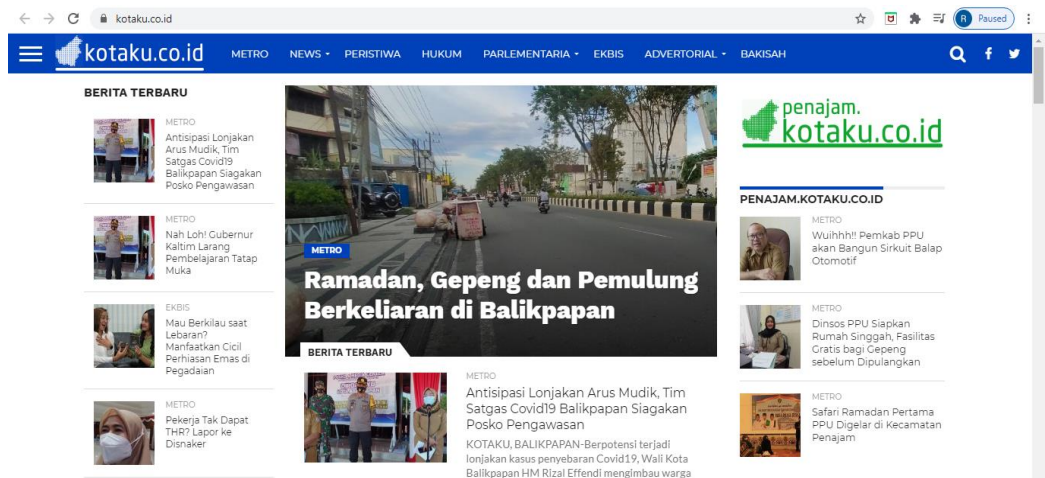 kotaku.co.id
R Paused
kotaku.co.id
METRO NEWS PERISTIWA HUKUM PARLEMENTARIA EKBIS ADVERTORIAL BAKISAH
BERITA TERBARU
METRO
Antisipasi Lonjakan
Arus Mudik, Tim
Satgas Covid19
Balikpapan Siagakan
Posko Pengawasan
METRO
Nah Loh! Gubernur
Kaltim Larang
Pembelajaran Tatap
Muka
EKBIS
Mau Berkilau saat
Lebaran?
Manfaatkan Cicil
Perhiasan Emas di
Pegadaian
METRO
Pekerja Tak Dapat
THR? Lapor ke
Disnaker
METRO
Ramadan, Gepeng dan Pemulung
Berkeliaran di Balikpapan
BERITA TERBARU
METRO
Antisipasi Lonjakan Arus Mudik, Tim
Satgas Covid19 Balikpapan Siagakan
Posko Pengawasan
KOTAKU, BALIKPAPAN-Berpotensi terjadi
lonjakan kasus penyebaran Covid19, Wali Kota
Balikpapan HM Rizal Effendi mengimbau warga
penajam.
kotaku.co.id
PENAJAM.KOTAKU.CO.ID
METRO
Wuihhh!! Pemkab PPU
akan Bangun Sirkuit Balap
Otomotif
METRO
Dinsos PPU Siapkan
Rumah Singgah, Fasilitas
Gratis bagi Gepeng
sebelum Dipulangkan
METRO
Safari Ramadan Pertama
PPU Digelar di Kecamatan
Penajam